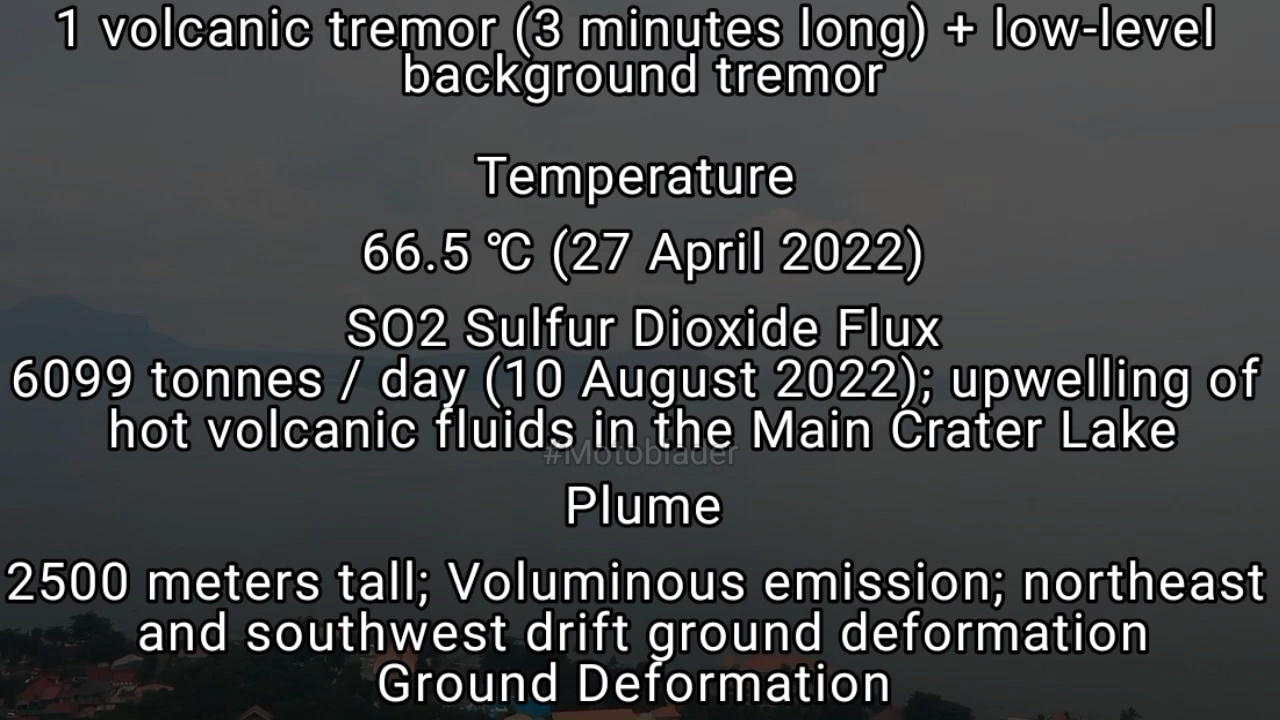 1 volcanic tremor (3 minutes long) + low-level
background tremor
Temperature
66.5 ℃ (27 April 2022)
SO2 Sulfur Dioxide Flux
6099 tonnes / day (10 August 2022); upwelling of
hot volcanic fluids in the Main Crater Lake
#Motoblader
Plume
2500 meters tall; Voluminous emission; northeast
and southwest drift ground deformation
Ground Deformation